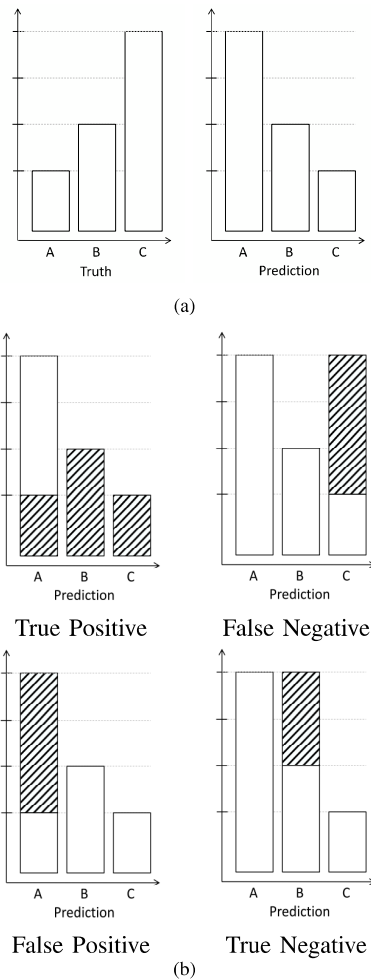 A B C A B C
Truth Prediction
(a)
A B C A B C
Prediction Prediction
True Positive False Negative
A B C A B C
Prediction Prediction
False Positive True Negative
(b)